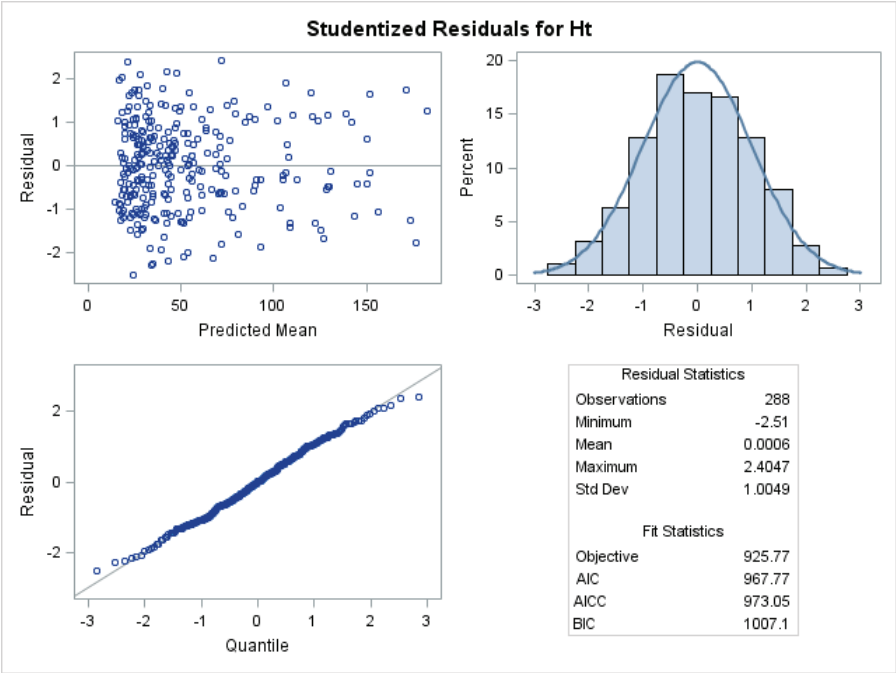 Studentized Residuals for Ht
2
1
0
-1
-2
Residual
0 50 100 150
Predicted Mean
20
15
10
5
0
Percent
-3 -2 -1 0 1 2 3
Residual
2
0
-2
Residual
-3 -2 -1 0 1 2 3
Quantile
Residual Statistics
Observations 288
Minimum -2.51
Mean 0.0006
Maximum 2.4047
Std Dev 1.0049
Fit Statistics
Objective 925.77
AIC 967.77
AICC 973.05
BIC 1007.1